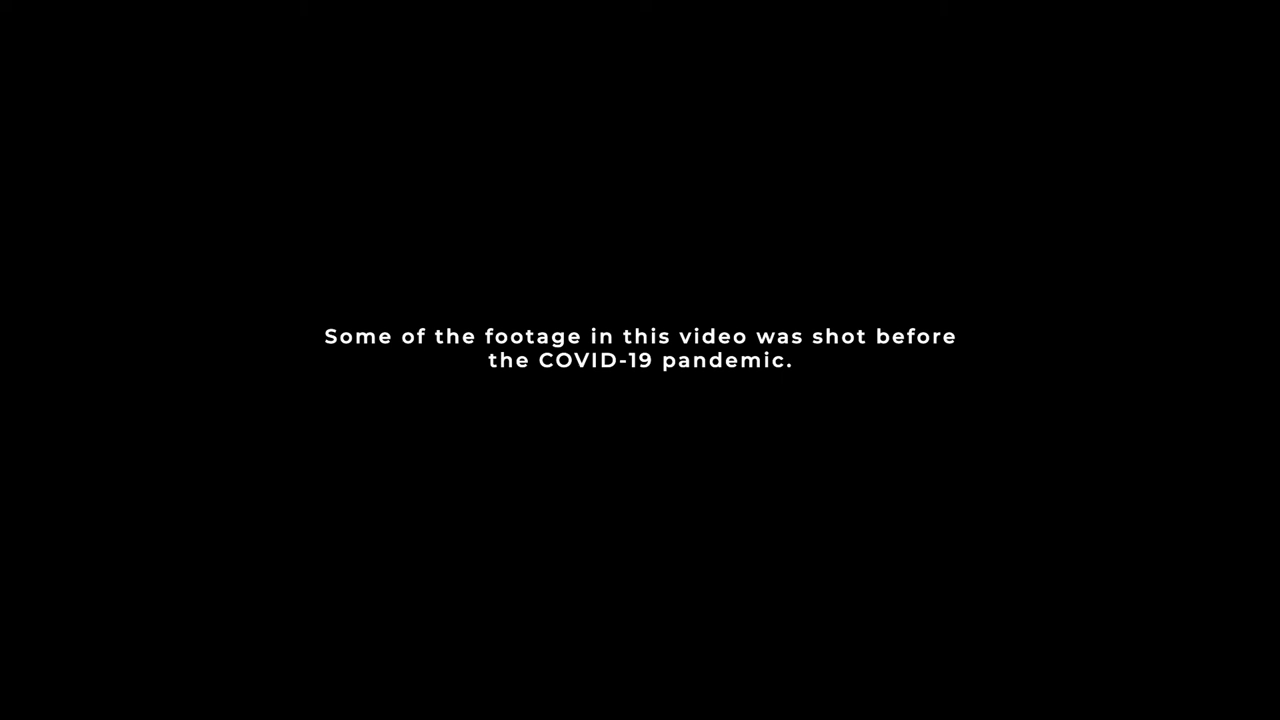 Some of the footage in this video was shot before
the COVID-19 pandemic.